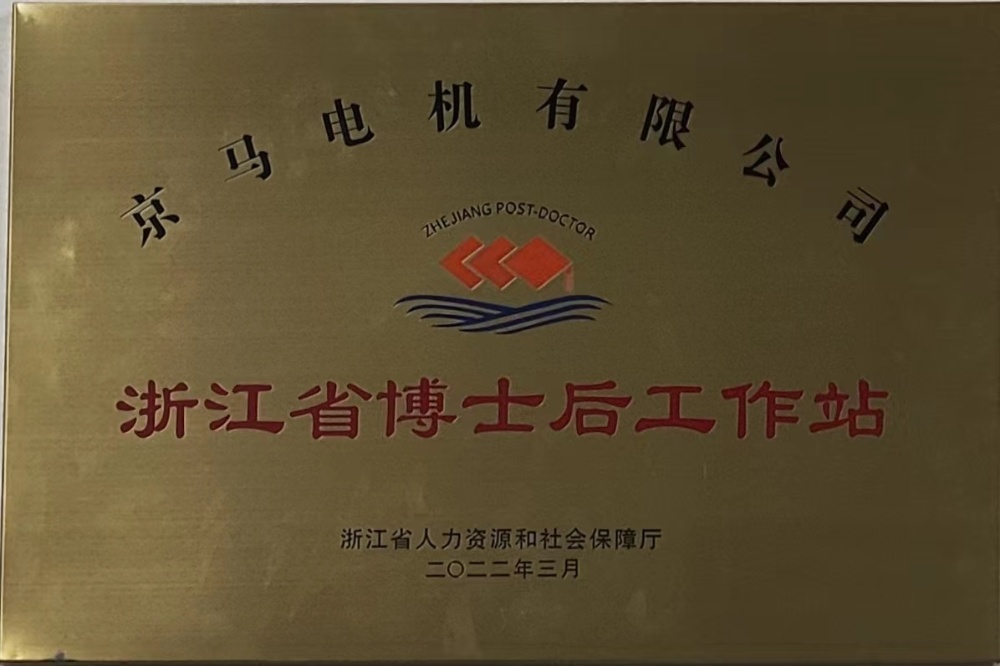 京马电机有限公司
ZHEJIANG POST-DOCTOR
浙江省博士后工作站
浙江省人力资源和社会保障厅
二〇二二年三月